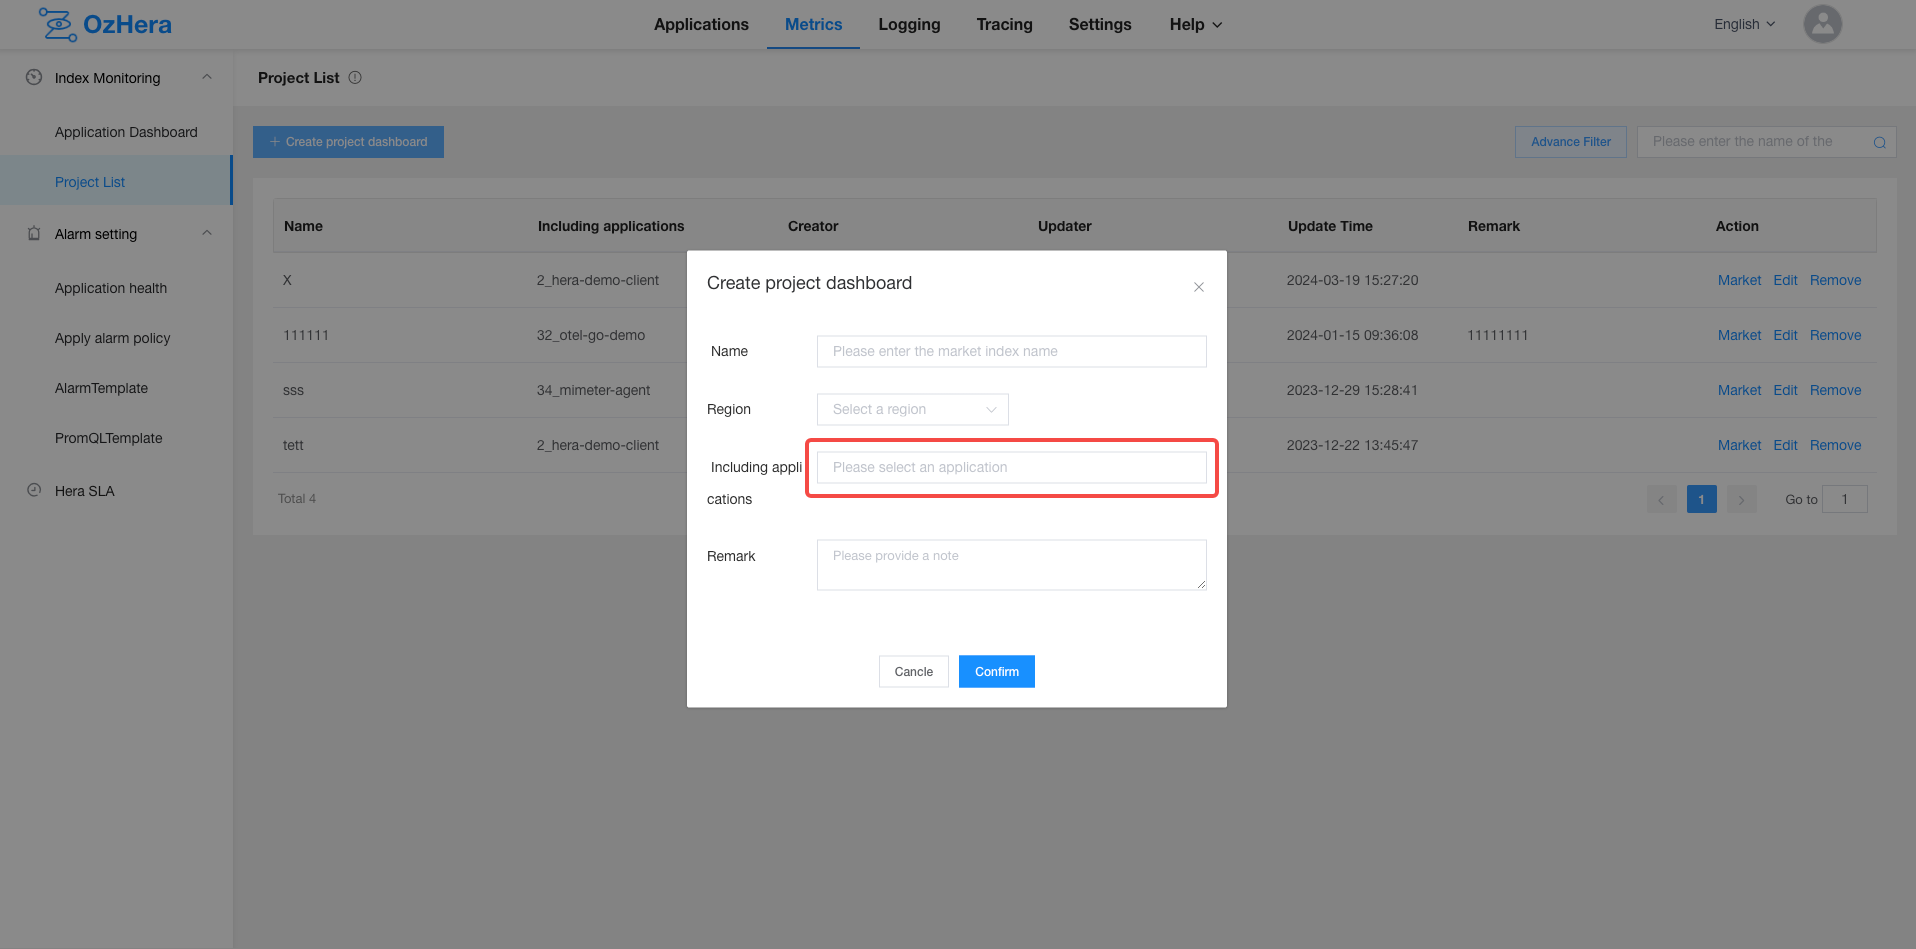 OzHera
Applications Metrics Logging Tracing Settings Help
English
Index Monitoring
Application Dashboard
Project List
Alarm setting
Application health
Apply alarm policy
AlarmTemplate
PromQLTemplate
Hera SLA
Project List
Create project dashboard
Advance Filter
Please enter the name of the
Name Including applications Creator Updater Update Time Remark Action
X 2_hera-demo-client 2024-03-19 15:27:20 Market Edit Remove
111111 32_otel-go-demo 2024-01-15 09:36:08 11111111 Market Edit Remove
sss 34_mimeter-agent 2023-12-29 15:28:41 Market Edit Remove
tett 2_hera-demo-client 2023-12-22 13:45:47 Market Edit Remove
Total 4
1 Go to 1
Create project dashboard
Name Please enter the market index name
Region Select a region
Including appli Please select an application
cations
Remark Please provide a note
Cancle Confirm